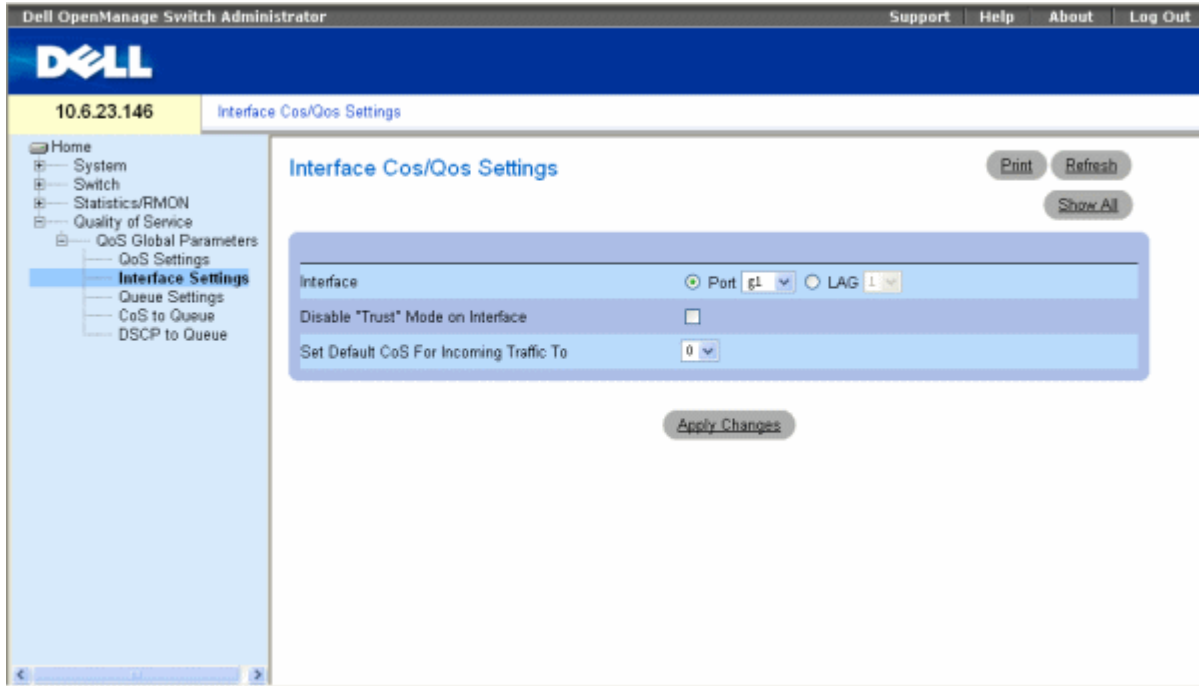 Dell OpenManage Switch Administrator
Support Help About Log Out
DELL
10.6.23.146
Interface Cos/Qos Settings
Home
System
Switch
Statistics/RMON
Quality of Service
QoS Global Parameters
QoS Settings
Interface Settings
Queue Settings
CoS to Queue
DSCP to Queue
Interface Cos/Qos Settings
Print Refresh
Show All
Interface Port g1 LAG 1
Disable "Trust" Mode on Interface
Set Default CoS For Incoming Traffic To 0
Apply Changes